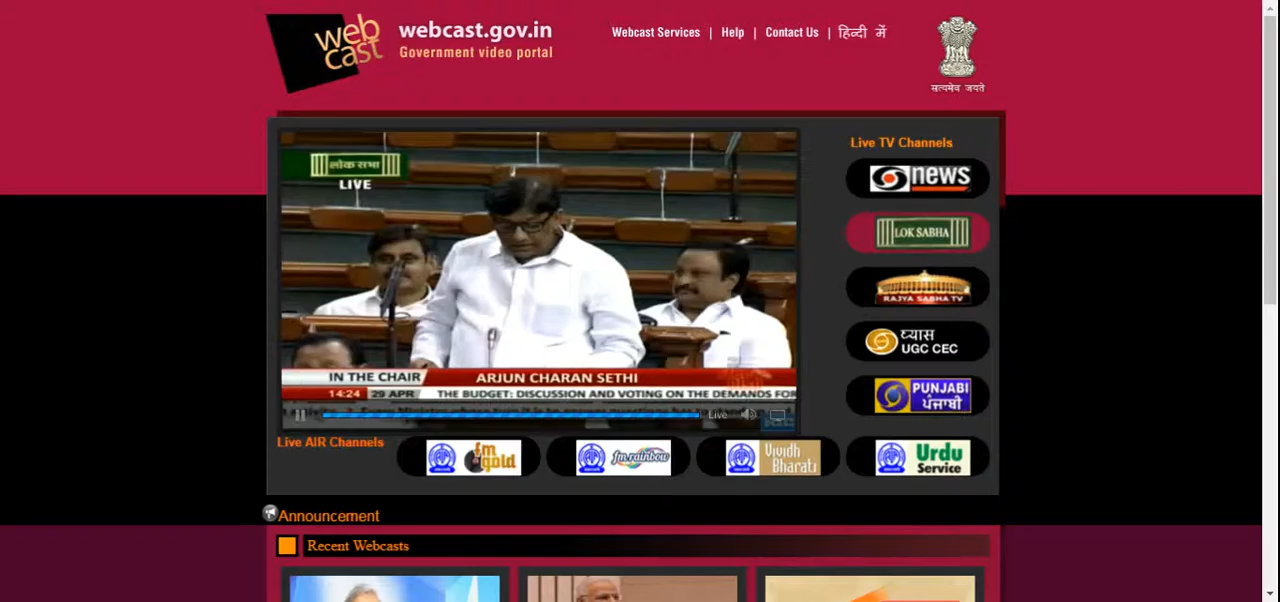 web cast
webcast.gov.in
Government video portal
Webcast Services | Help | Contact Us | हिन्दी में
सत्यमेव जयते
लोक सभा
LIVE
IN THE CHAIR
ARJUN CHARAN SETHI
14:24 29 APR THE BUDGET: DISCUSSION AND VOTING ON THE DEMANDS FOR
Live
Live TV Channels
news
LOK SABHA
RAJYA SABHA TV
व्यास
UGC CEC
PUNJABI
ਪੰਜਾਬੀ
Live AIR Channels
fm gold
fm rainbow
Vividh Bharati
Urdu Service
Announcement
Recent Webcasts